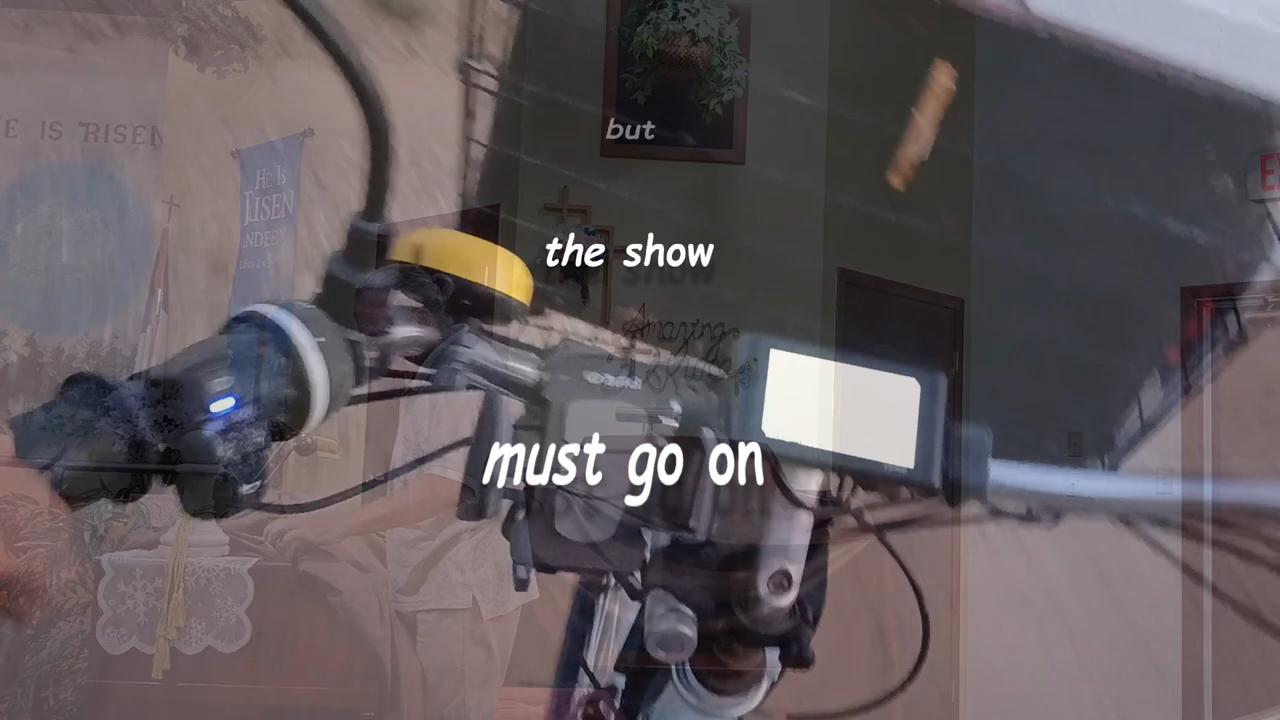 but
E IS RISEN
He Is
RISEN
INDEED!
the show
Amazing
must go on